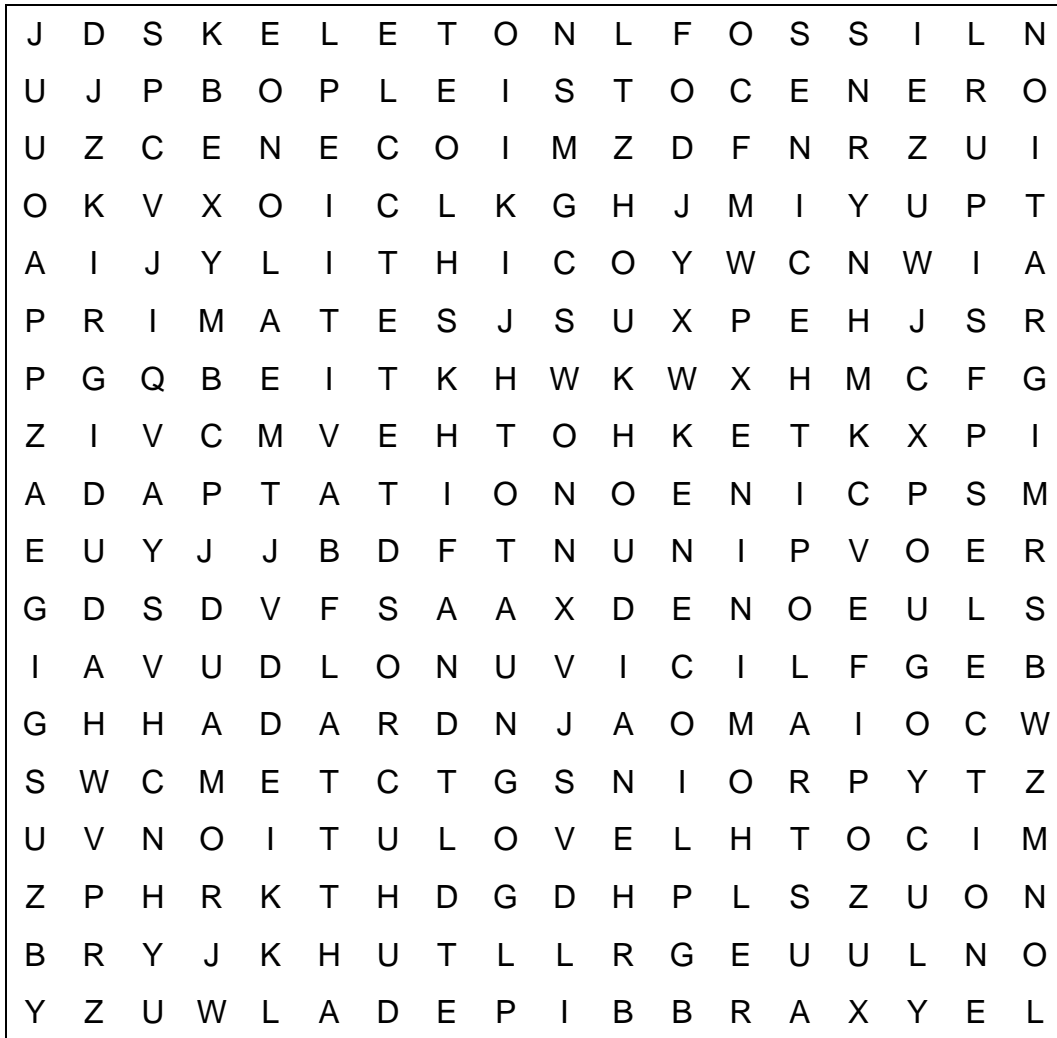 J D S K E L E T O N L F O S S I L N
U J P B O P L E I S T O C E N E R O
U Z C E N E C O I M Z D F N R Z U I
O K V X O I C L K G H J M I Y U P T
A I J Y L I T H I C O Y W C N W I A
P R I M A T E S J S U X P E H J S R
P G Q B E I T K H W K W X H M C F G
Z I V C M V E H T O H K E T K X P I
A D A P T A T I O N O E N I C P S M
E U Y J J B D F T N U N I P V O E R
G D S D V F S A A X D E N O E U L S
I A V U D L O N U V I C I L F G E B
G H H A D A R D N J A O M A I O C W
S W C M E T C T G S N I O R P Y T Z
U V N O I T U L O V E L H T O C I M
Z P H R K T H D G D H P L S Z U O N
B R Y J K H U T L L R G E U U L N O
Y Z U W L A D E P I B B R A X Y E L